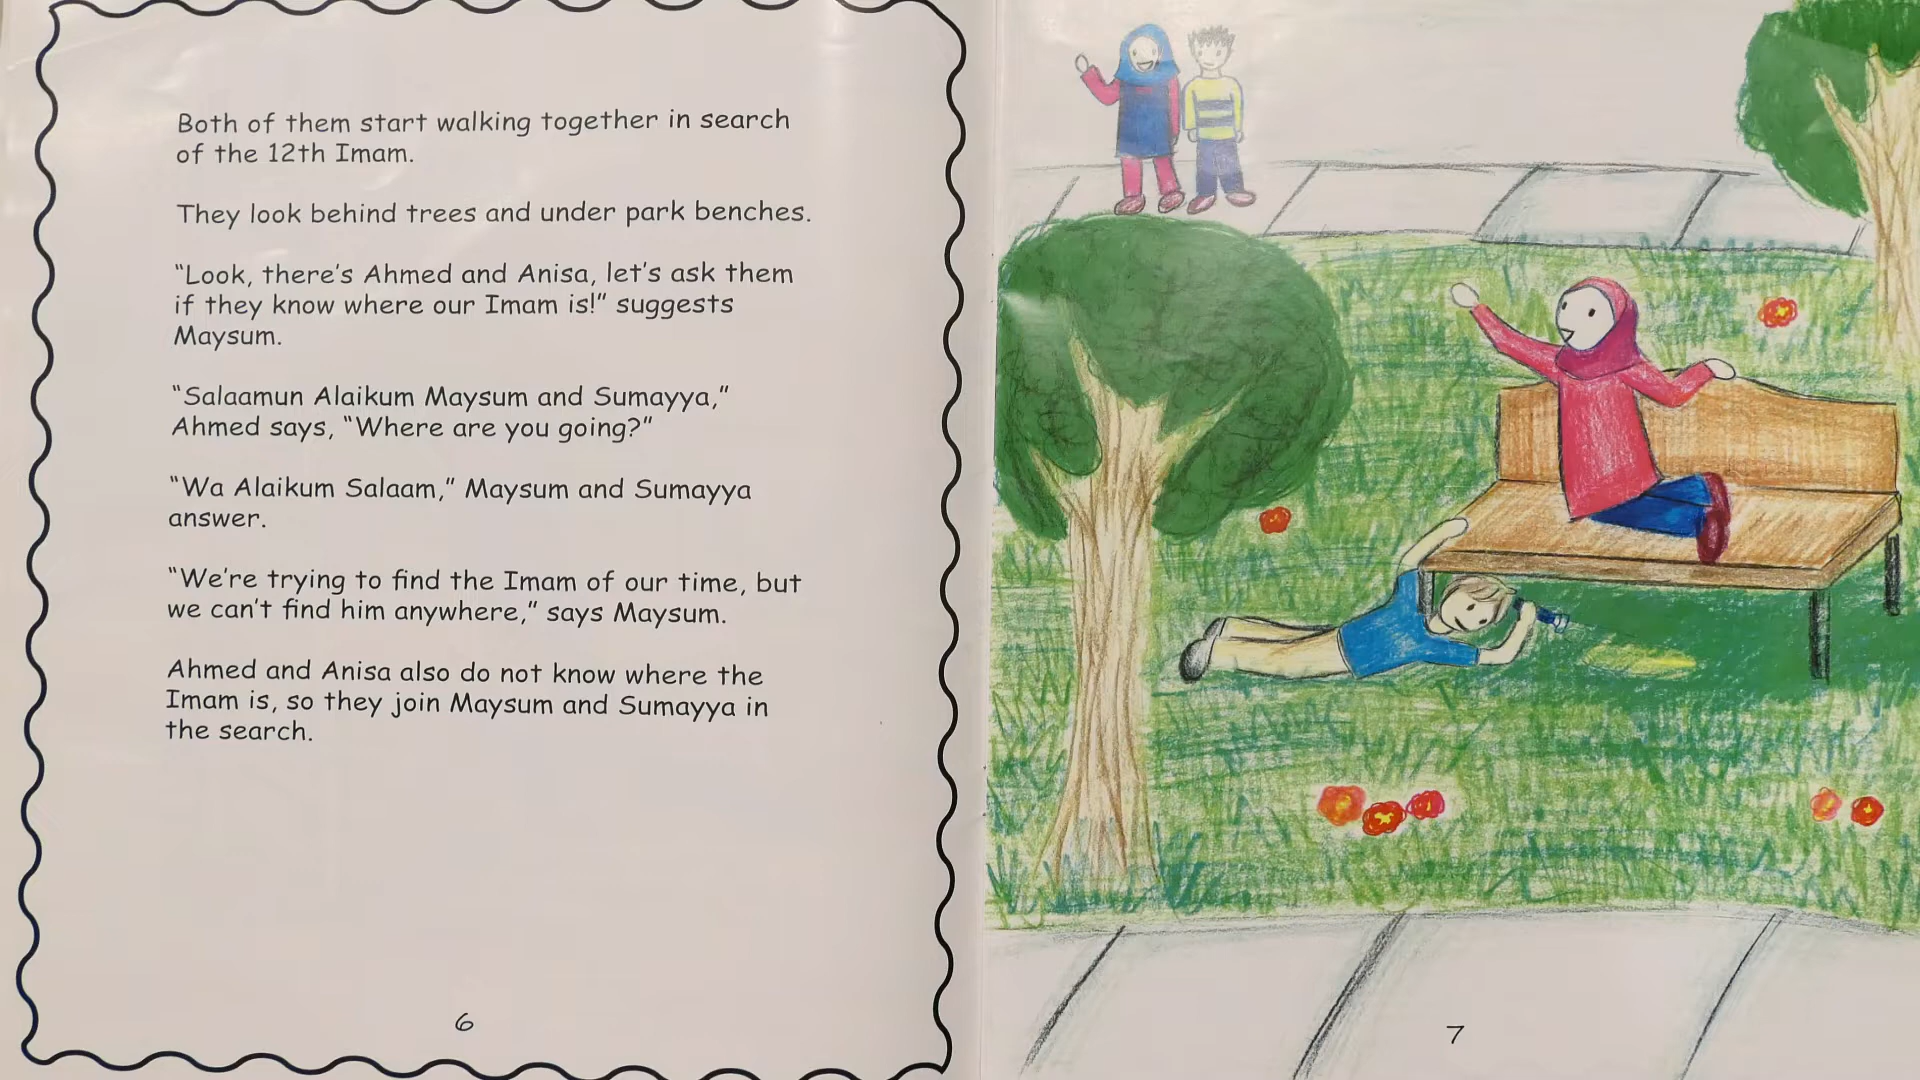 Both of them start walking together in search
of the 12th Imam.
They look behind trees and under park benches.
“Look, there’s Ahmed and Anisa, let’s ask them
if they know where our Imam is!” suggests
Maysum.
“Salaamun Alaikum Maysum and Sumayya,”
Ahmed says, “Where are you going?”
“Wa Alaikum Salaam,” Maysum and Sumayya
answer.
“We’re trying to find the Imam of our time, but
we can’t find him anywhere,” says Maysum.
Ahmed and Anisa also do not know where the
Imam is, so they join Maysum and Sumayya in
the search.
6
7